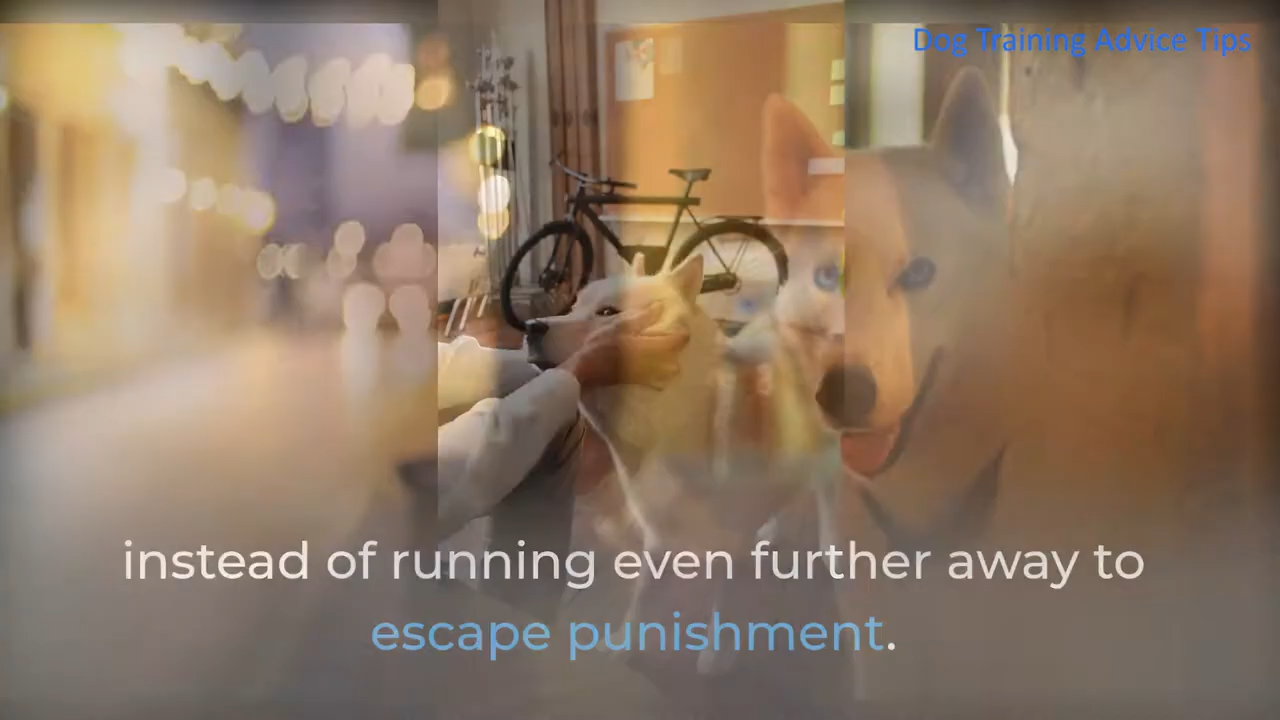 Dog Training Advice Tips
instead of running even further away to
escape punishment.